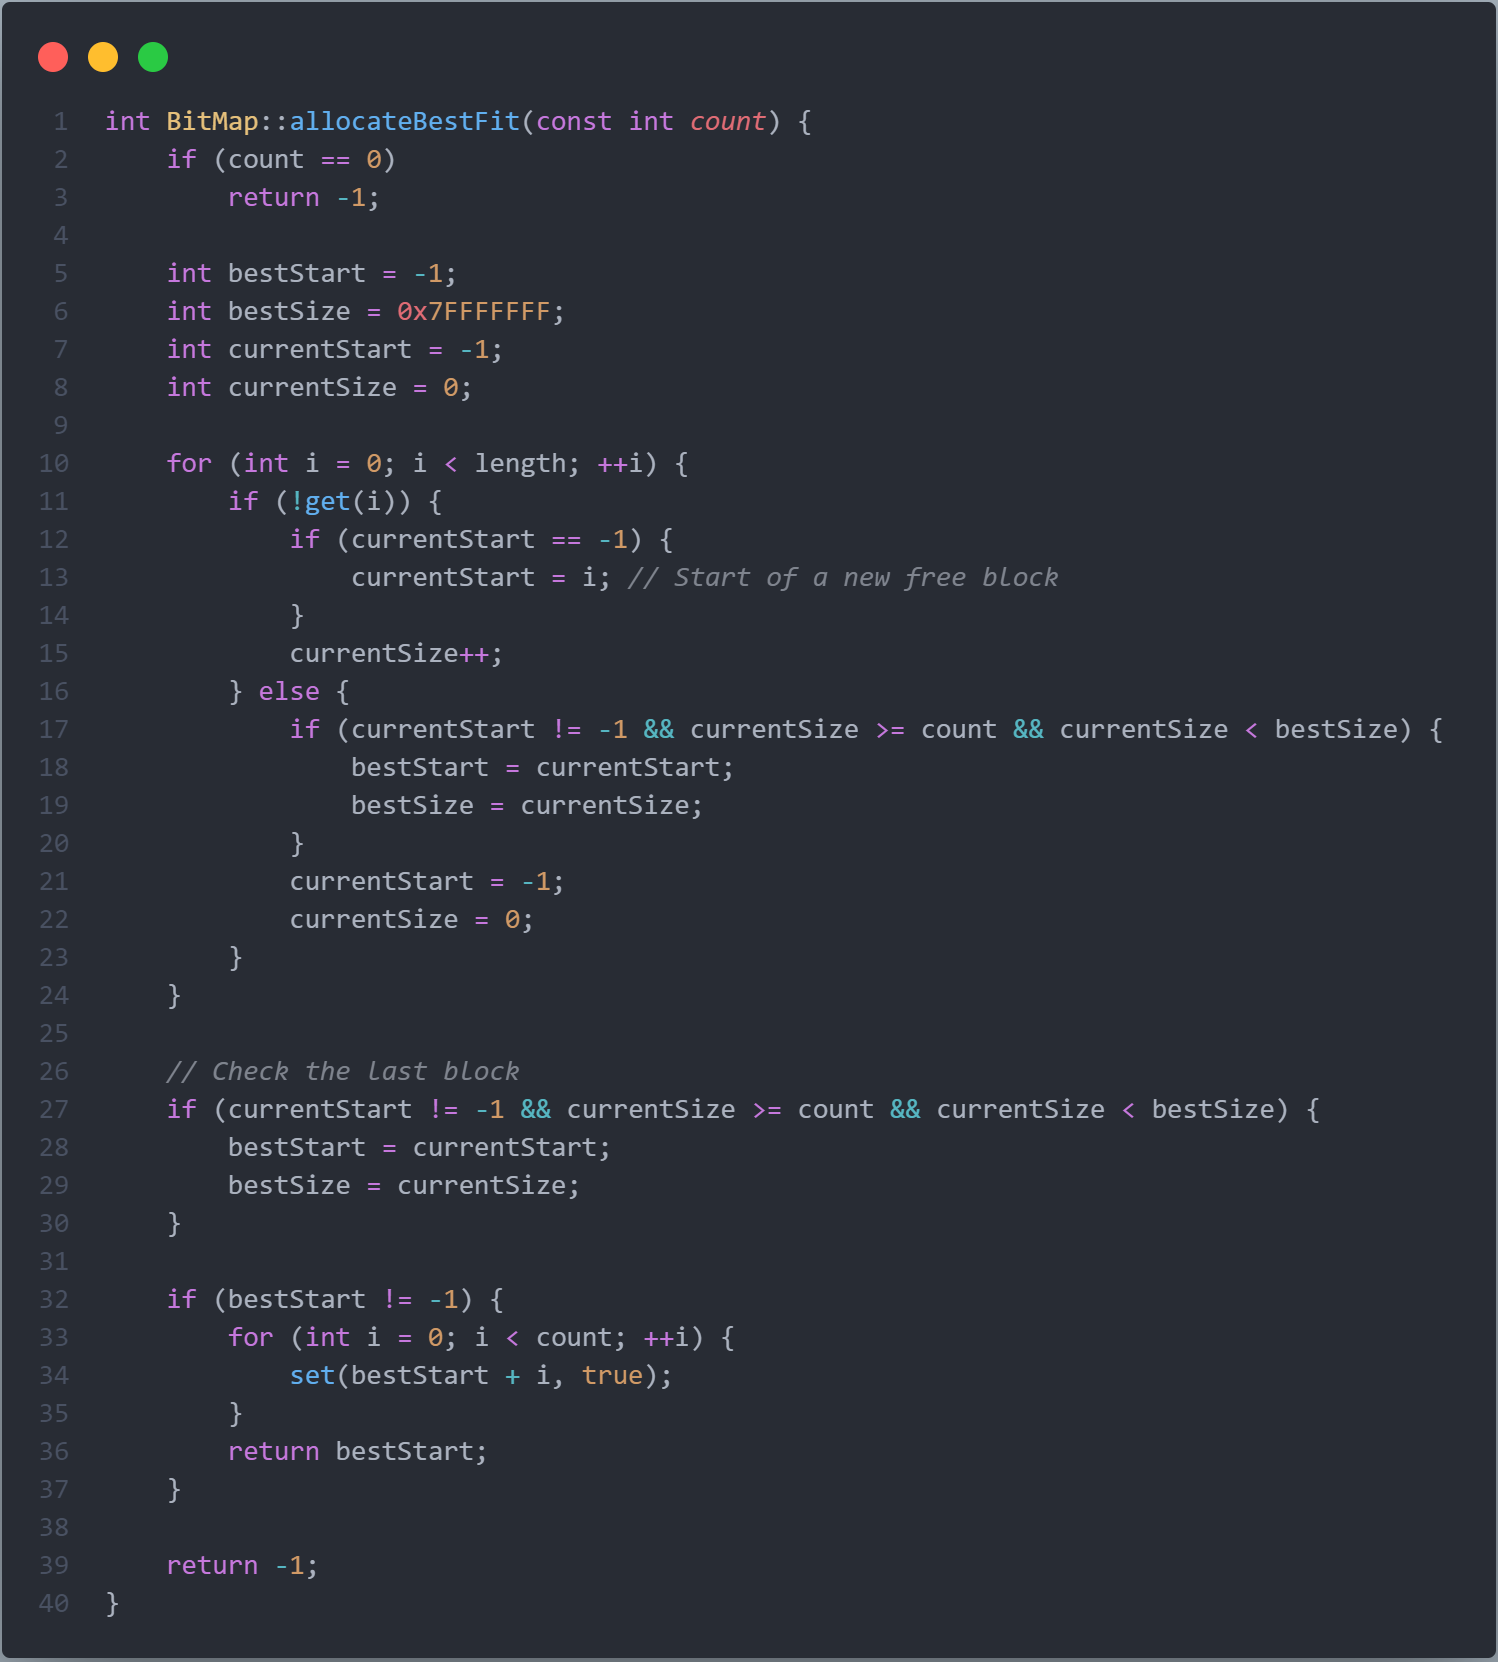 1 int BitMap::allocateBestFit(const int count) {
2     if (count == 0)
3         return -1;
4
5     int bestStart = -1;
6     int bestSize = 0x7FFFFFFF;
7     int currentStart = -1;
8     int currentSize = 0;
9
10     for (int i = 0; i < length; ++i) {
11         if (!get(i)) {
12             if (currentStart == -1) {
13                 currentStart = i; // Start of a new free block
14             }
15             currentSize++;
16         } else {
17             if (currentStart != -1 && currentSize >= count && currentSize < bestSize) {
18                 bestStart = currentStart;
19                 bestSize = currentSize;
20             }
21             currentStart = -1;
22             currentSize = 0;
23         }
24     }
25
26     // Check the last block
27     if (currentStart != -1 && currentSize >= count && currentSize < bestSize) {
28         bestStart = currentStart;
29         bestSize = currentSize;
30     }
31
32     if (bestStart != -1) {
33         for (int i = 0; i < count; ++i) {
34             set(bestStart + i, true);
35         }
36         return bestStart;
37     }
38
39     return -1;
40 }